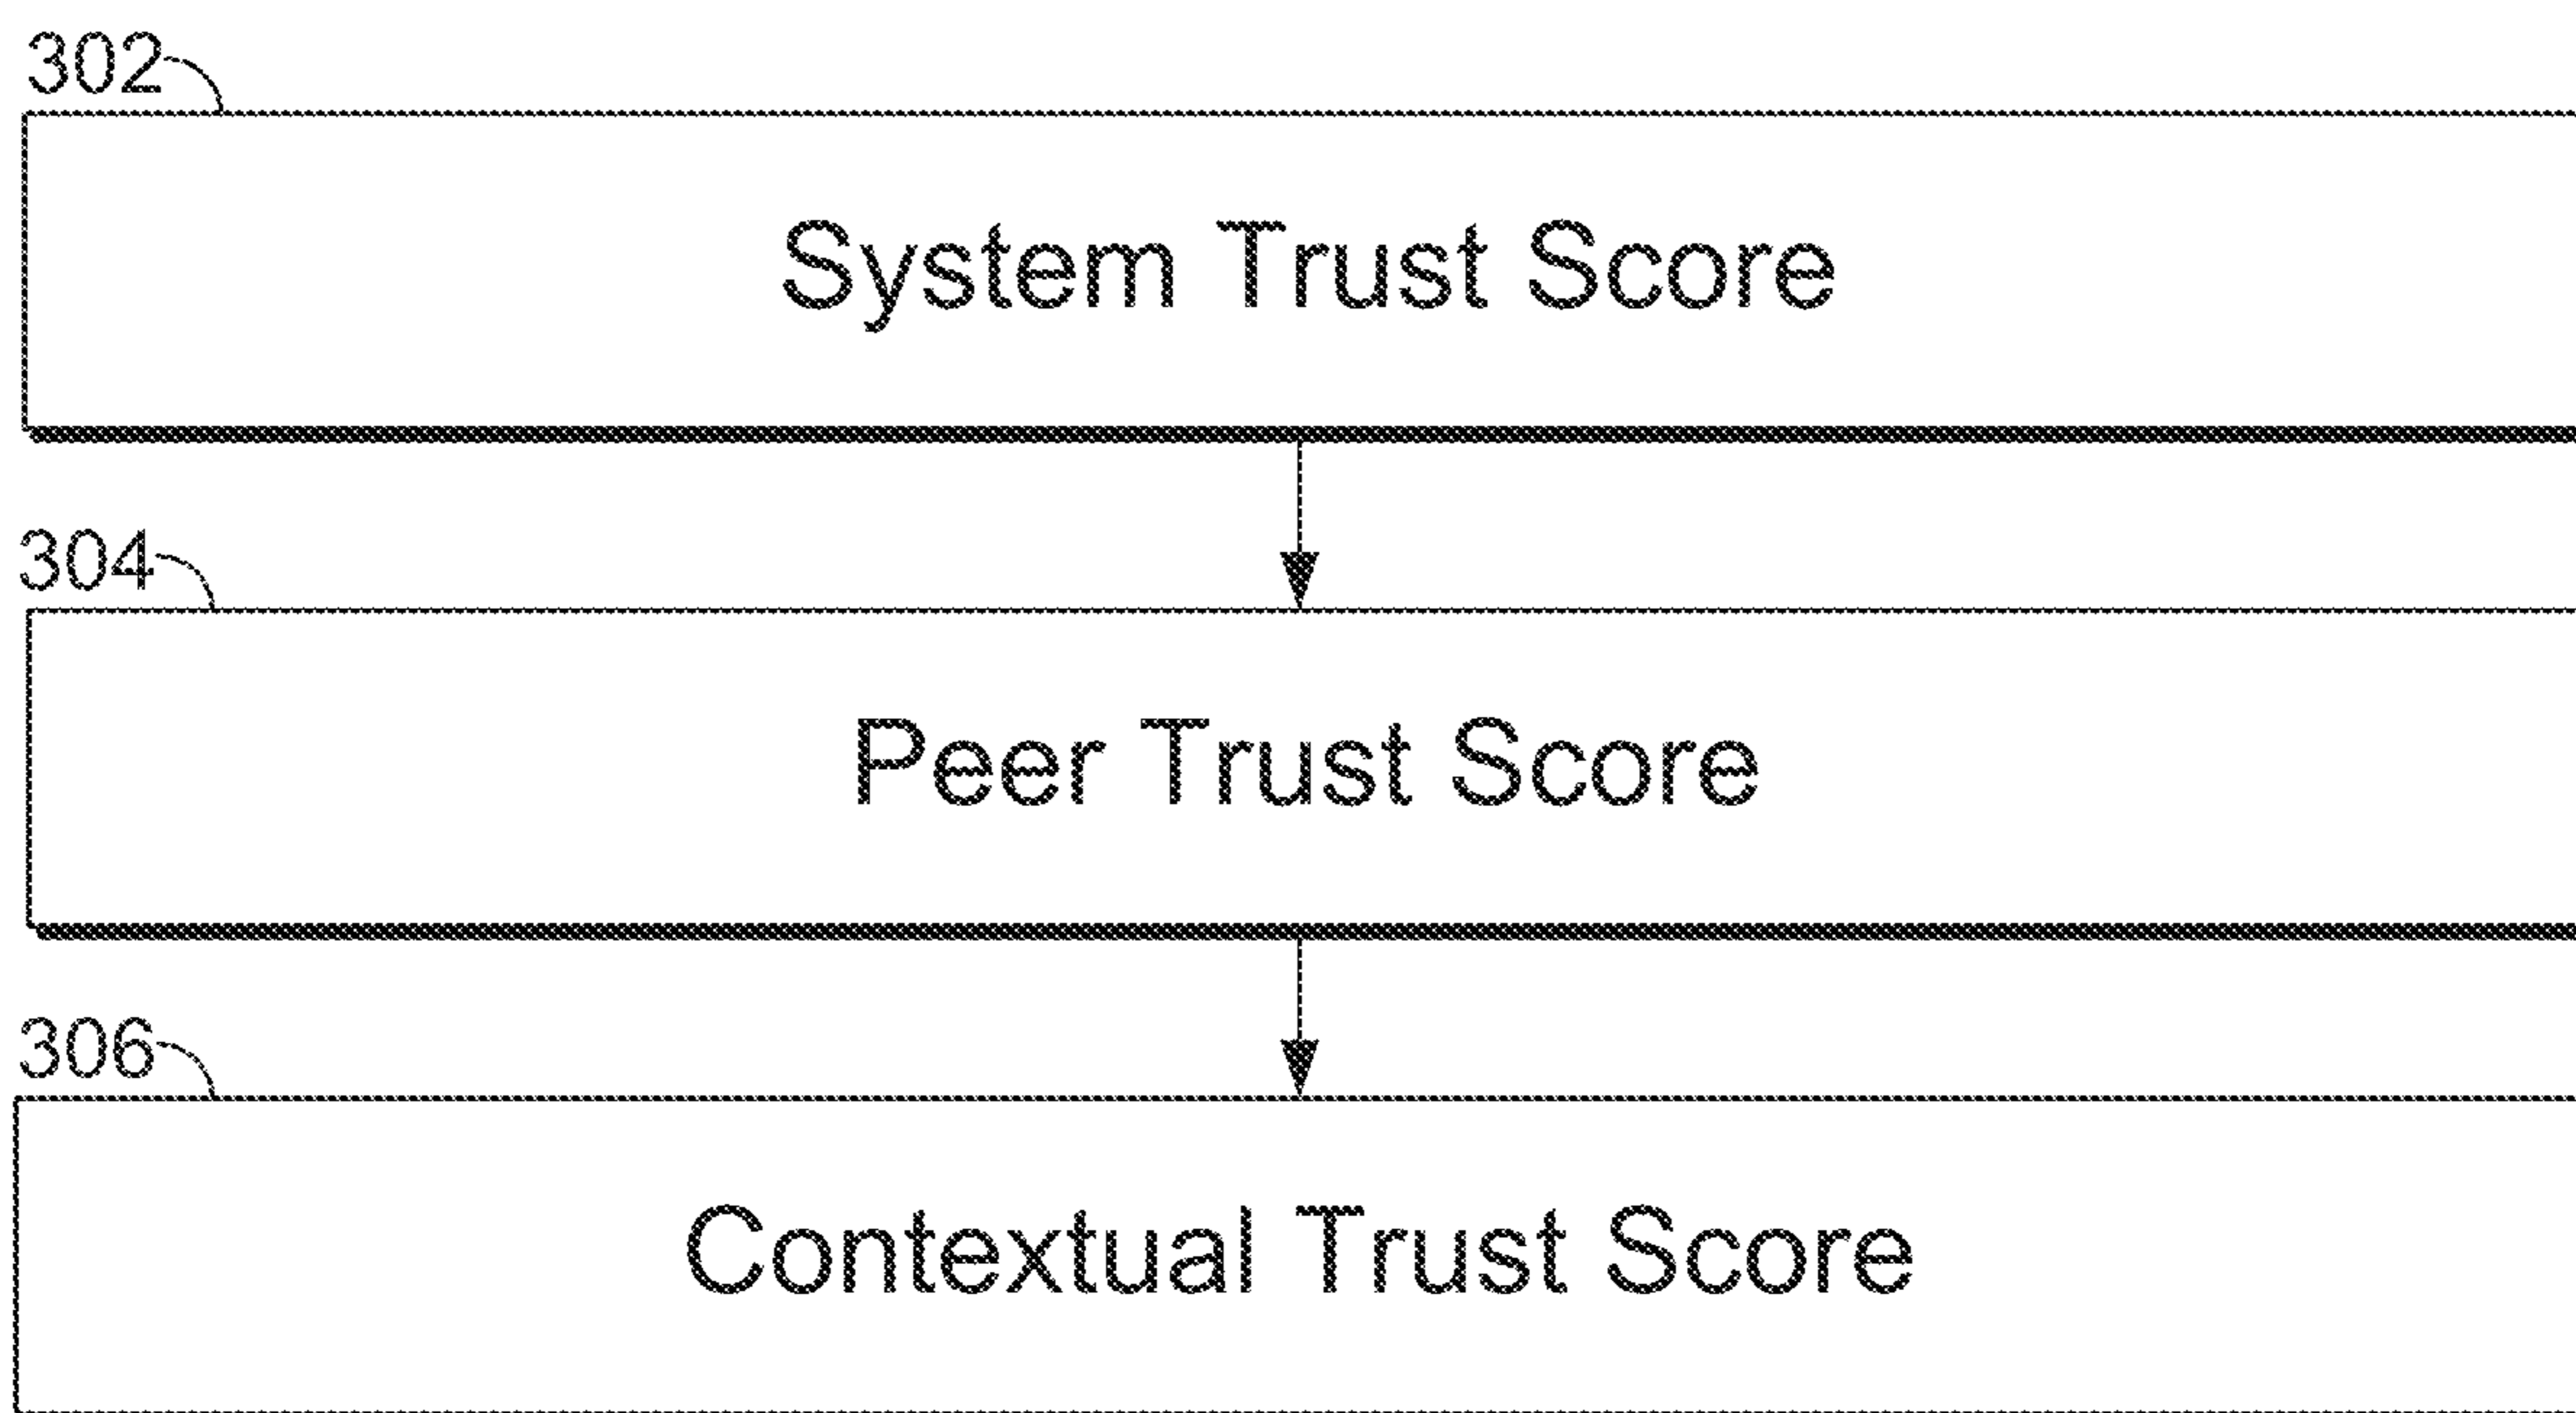 302
System Trust Score
304
Peer Trust Score
306
Contextual Trust Score